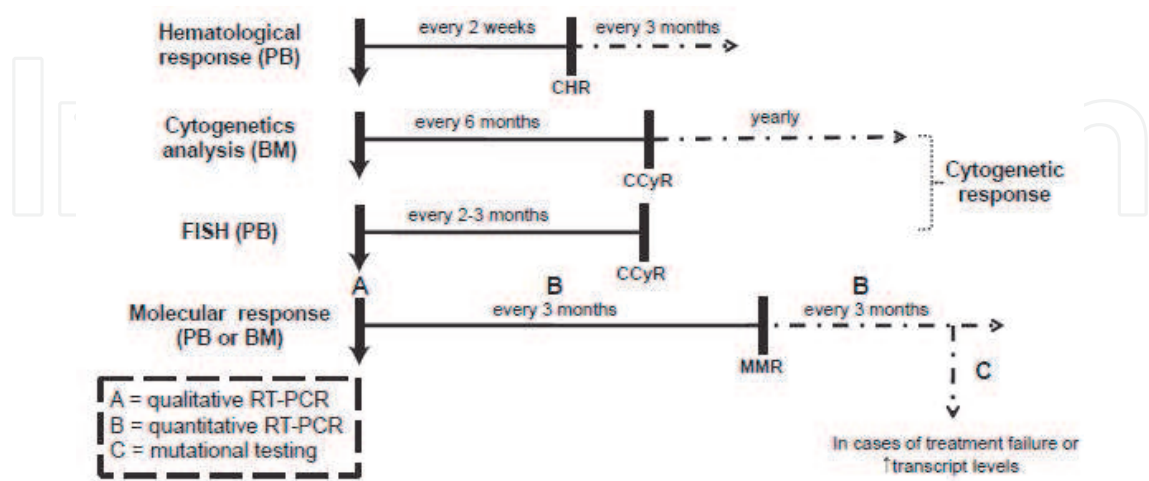 Hematological
response (PB)
every 2 weeks
every 3 months
CHR
Cytogenetics
analysis (BM)
every 6 months
yearly
CCyR
Cytogenetic
response
FISH (PB)
every 2-3 months
CCyR
A
B
B
Molecular response
(PB or BM)
every 3 months
every 3 months
MMR
C
A = qualitative RT-PCR
B = quantitative RT-PCR
C = mutational testing
In cases of treatment failure or
↑transcript levels